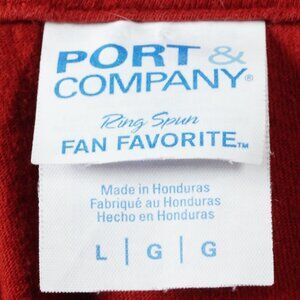 PORT &
COMPANY®
Ring Spun
FAN FAVORITE™
Made in Honduras
Fabriqué au Honduras
Hecho en Honduras
L | G | G